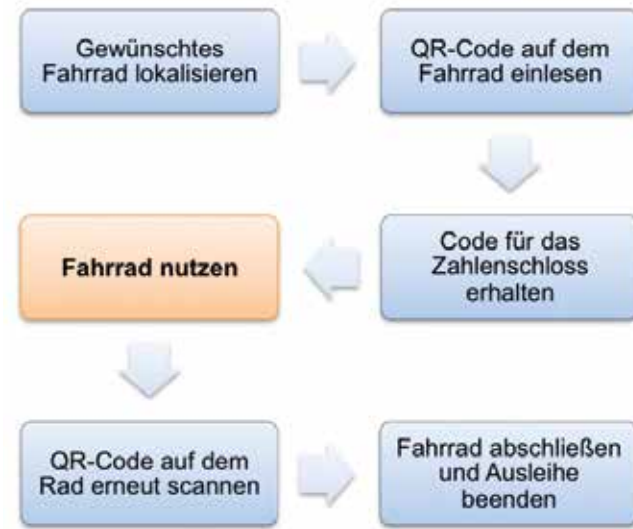 Gewünschtes
Fahrrad lokalisieren
QR-Code auf dem
Fahrrad einlesen
Code für das
Zahlenschloss
erhalten
Fahrrad nutzen
QR-Code auf dem
Rad erneut scannen
Fahrrad abschließen
und Ausleihe
beenden